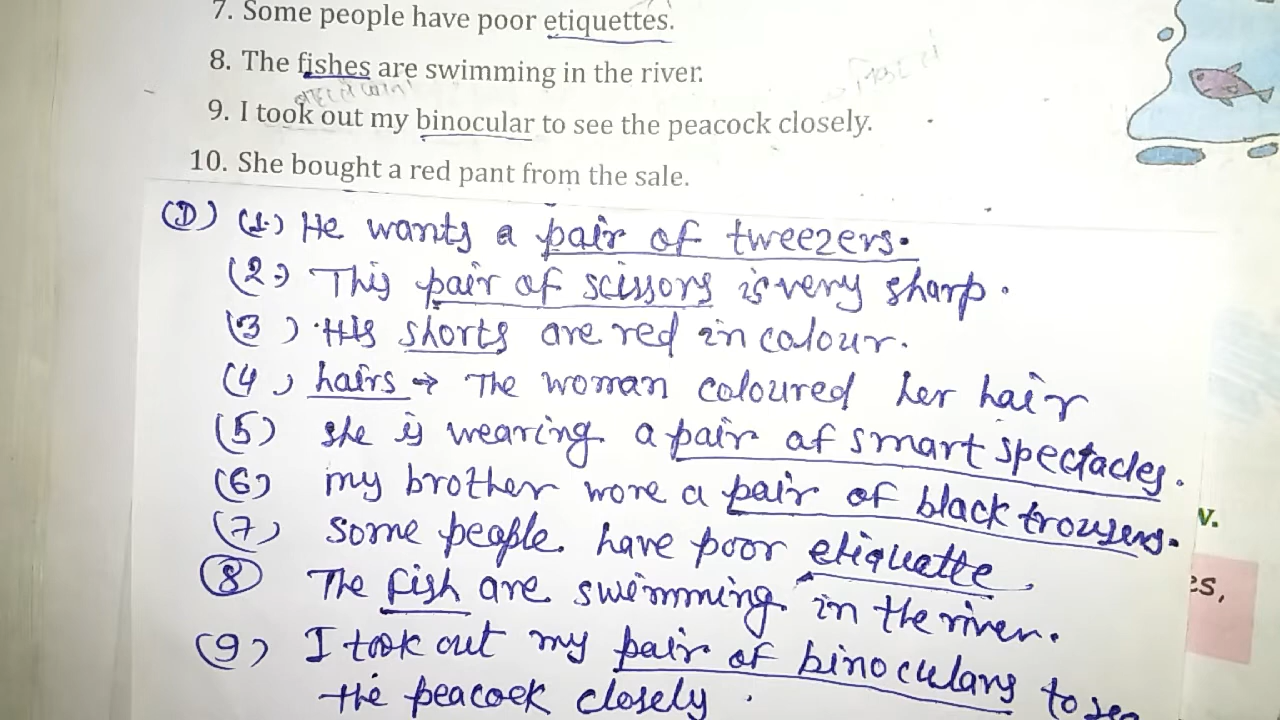 7. Some people have poor etiquettes.
8. The fishes are swimming in the river.
9. I took out my binocular to see the peacock closely.
10. She bought a red pant from the sale.
(D) (1.) He wants a pair of tweezers.
(2) This pair of scissors is very sharp.
(3) His shorts are red in colour.
(4) hairs → The woman coloured her hair
(5) she is wearing a pair of smart spectacles.
(6) my brother wore a pair of black trousers.
(7) some people have poor etiquette.
(8) The fish are swimming in the river.
(9) I took out my pair of binoculars to see
the peacock closely.
v.
es,